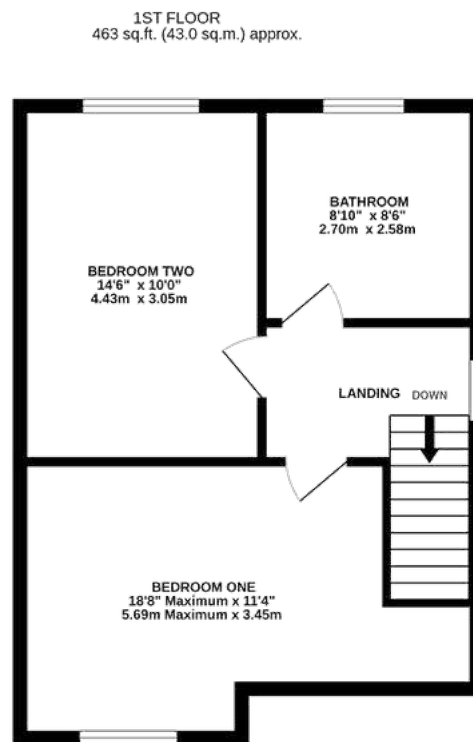 1ST FLOOR
463 sq.ft. (43.0 sq.m.) approx.
BATHROOM
8'10" x 8'6"
2.70m x 2.58m
BEDROOM TWO
14'6" x 10'0"
4.43m x 3.05m
LANDING
DOWN
BEDROOM ONE
18'8" Maximum x 11'4"
5.69m Maximum x 3.45m